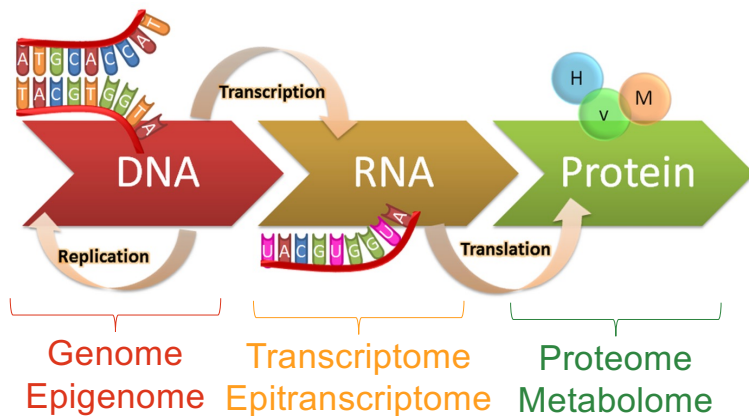 ATGCACCAT
TACGTGGTA
Transcription
H
V
M
DNA
RNA
Protein
UACGUGGUA
Replication
Translation
Genome
Epigenome
Transcriptome
Epitranscriptome
Proteome
Metabolome